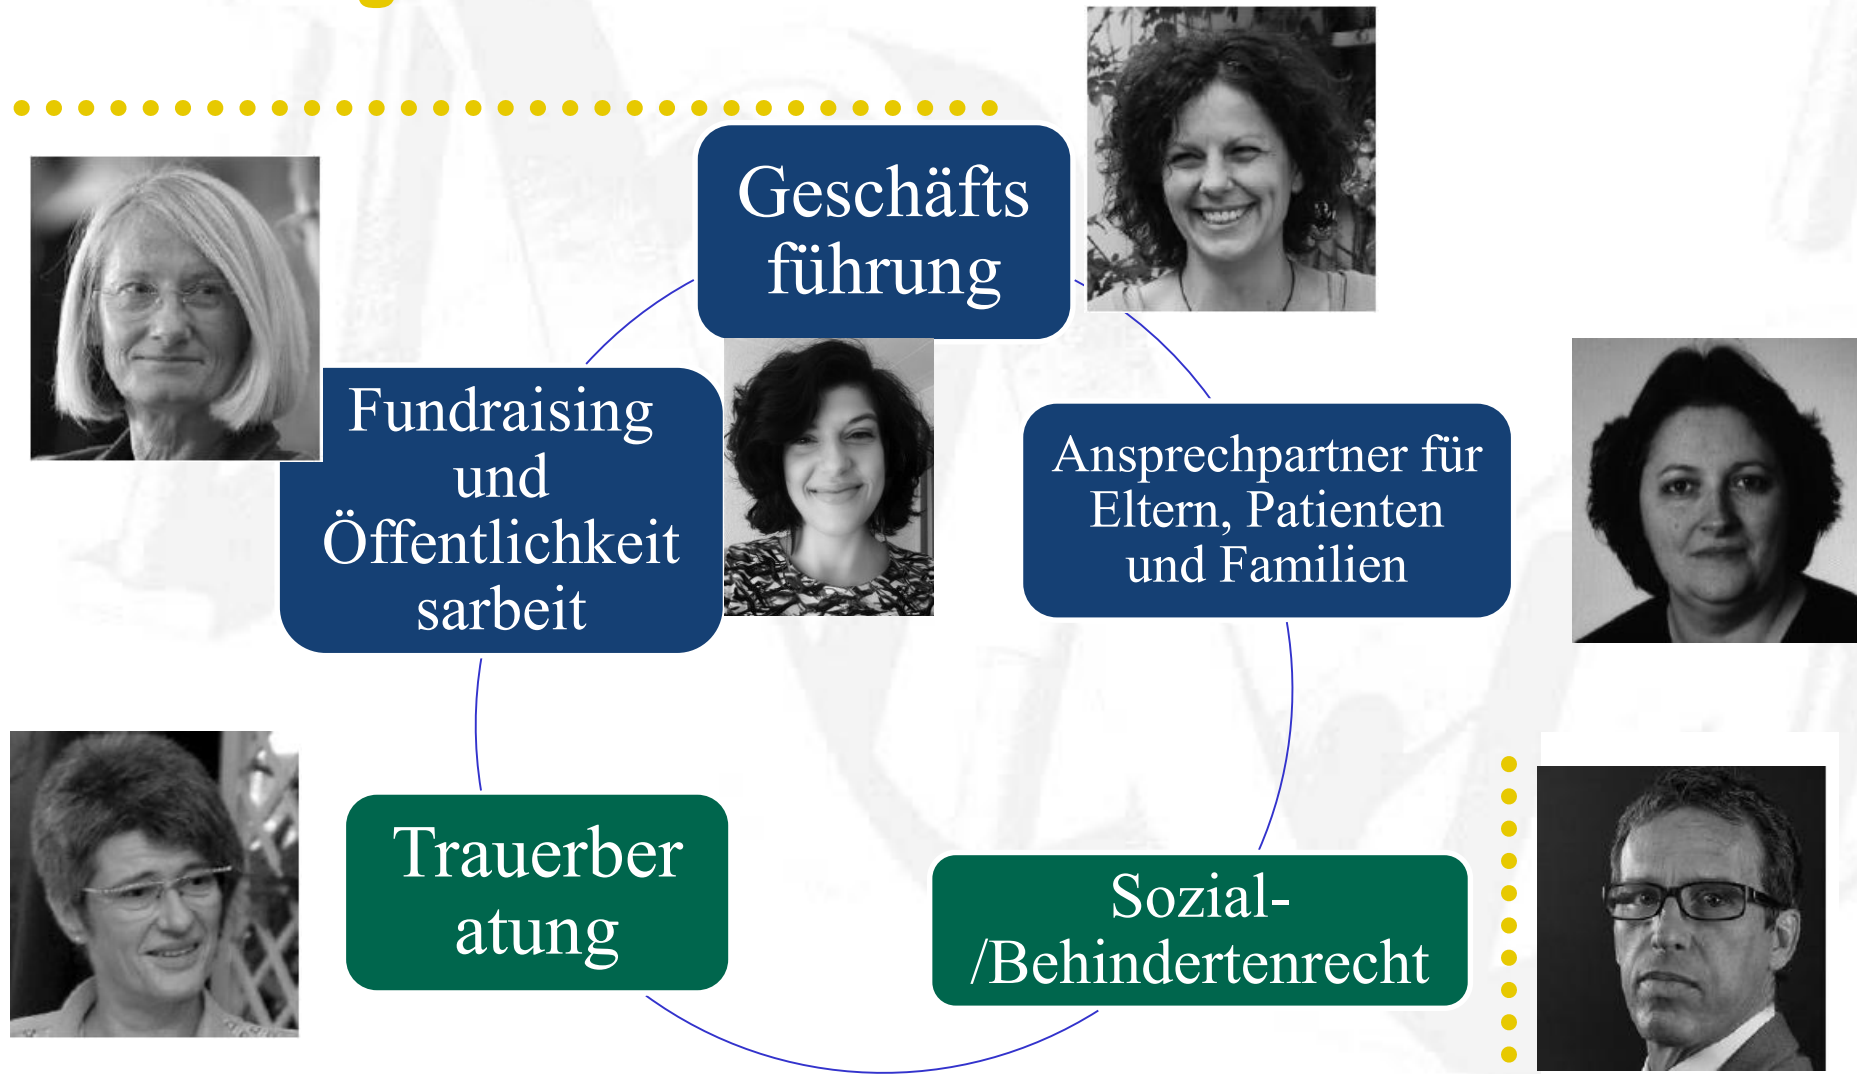 Geschäfts
führung
Fundraising
und
Öffentlichkeit
sarbeit
Ansprechpartner für
Eltern, Patienten
und Familien
Trauerber
atung
Sozial-
/Behindertenrecht